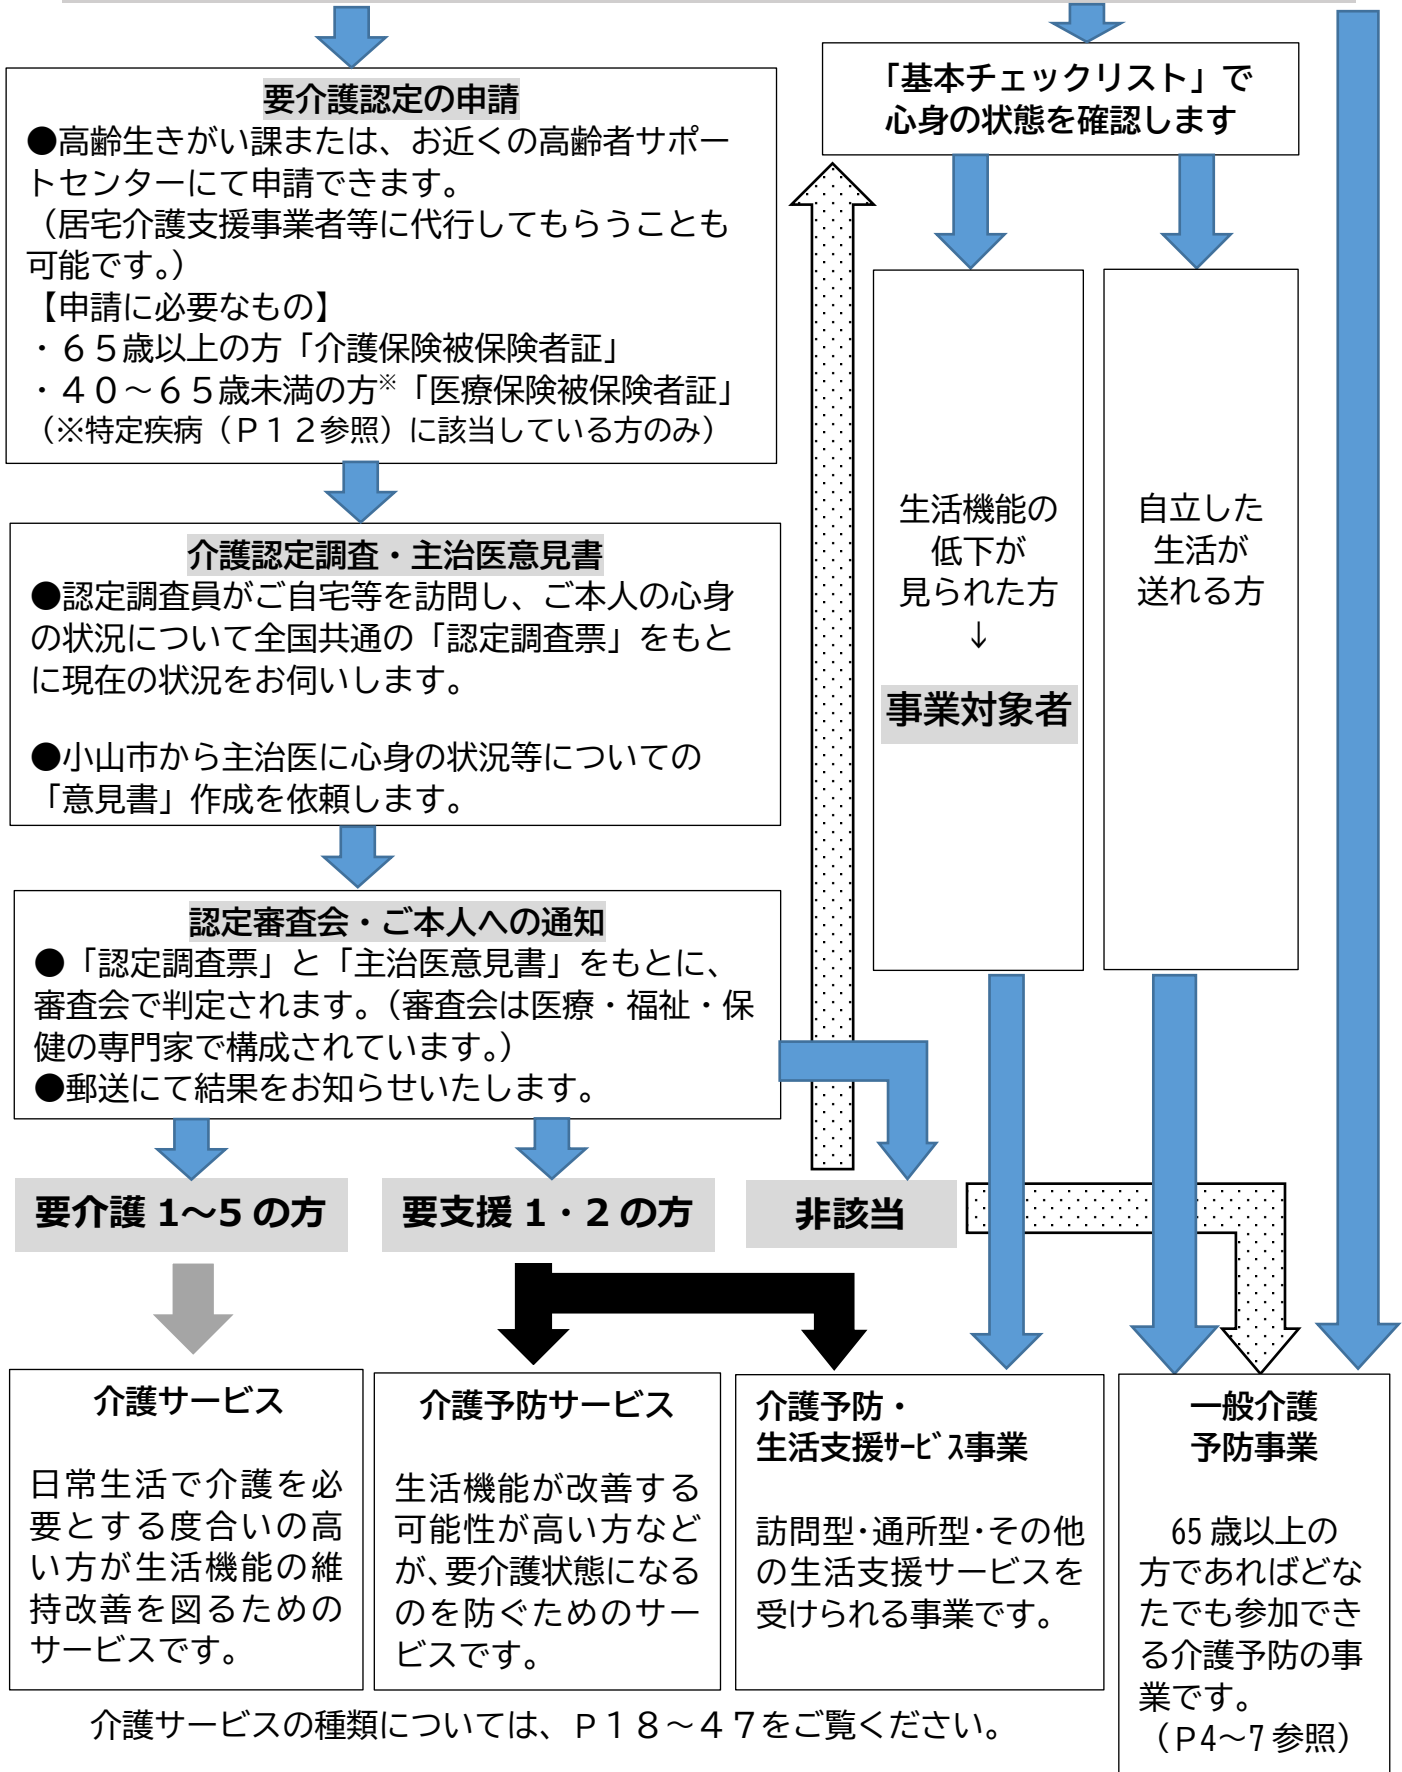 要介護認定の申請
●高齢生きがい課または、お近くの高齢者サポー
トセンターにて申請できます。
（居宅介護支援事業者等に代行してもらうことも
可能です。）
【申請に必要なもの】
・６５歳以上の方「介護保険被保険者証」
・４０～６５歳未満の方※「医療保険被保険者証」
（※特定疾病（Ｐ１２参照）に該当している方のみ）
介護認定調査・主治医意見書
●認定調査員がご自宅等を訪問し、ご本人の心身
の状況について全国共通の「認定調査票」をもと
に現在の状況をお伺いします。
●小山市から主治医に心身の状況等についての
「意見書」作成を依頼します。
認定審査会・ご本人への通知
●「認定調査票」と「主治医意見書」をもとに、
審査会で判定されます。（審査会は医療・福祉・保
健の専門家で構成されています。）
●郵送にて結果をお知らせいたします。
「基本チェックリスト」で
心身の状態を確認します
生活機能の
低下が
見られた方
↓
事業対象者
自立した
生活が
送れる方
要介護 1～5 の方
要支援 1・2 の方
非該当
介護サービス
日常生活で介護を必
要とする度合いの高
い方が生活機能の維
持改善を図るための
サービスです。
介護予防サービス
生活機能が改善する
可能性が高い方など
が、要介護状態になる
のを防ぐためのサー
ビスです。
介護予防・
生活支援ｻｰﾋﾞｽ事業
訪問型･通所型･その他
の生活支援サービスを
受けられる事業です。
一般介護
予防事業
65 歳以上の
方であればどな
たでも参加でき
る介護予防の事
業です。
（P4～7 参照）
介護サービスの種類については、Ｐ１８～４７をご覧ください。